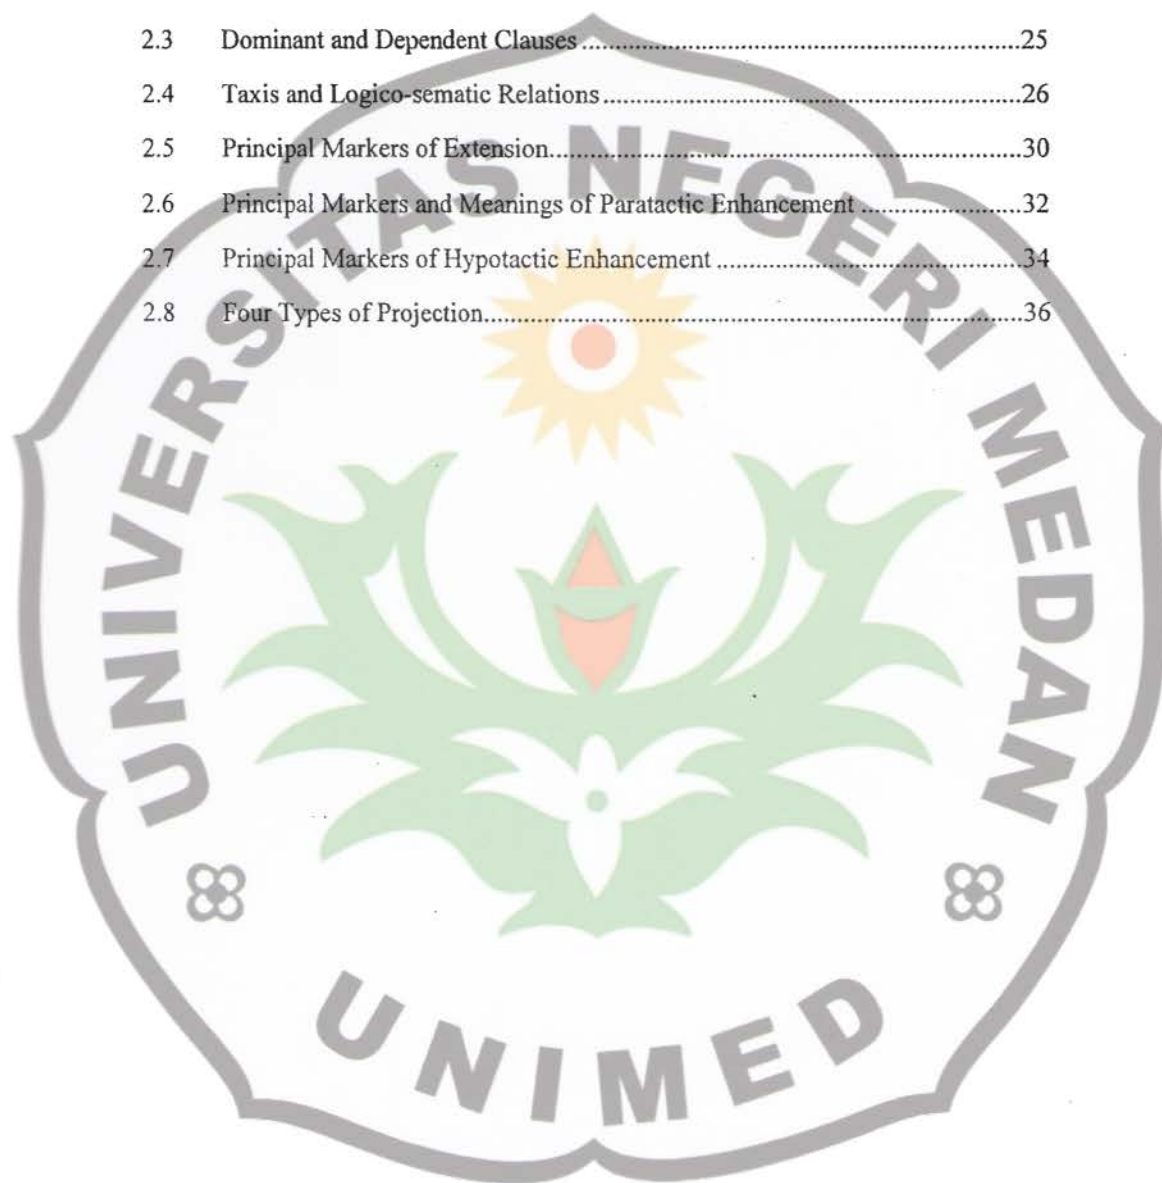 2.3 Dominant and Dependent Clauses ..........25
2.4 Taxis and Logico-sematic Relations ..........26
2.5 Principal Markers of Extension..........30
2.6 Principal Markers and Meanings of Paratactic Enhancement ..........32
2.7 Principal Markers of Hypotactic Enhancement ..........34
2.8 Four Types of Projection..........36
UNIVERSITAS NEGERI MEDAN
UNIMED